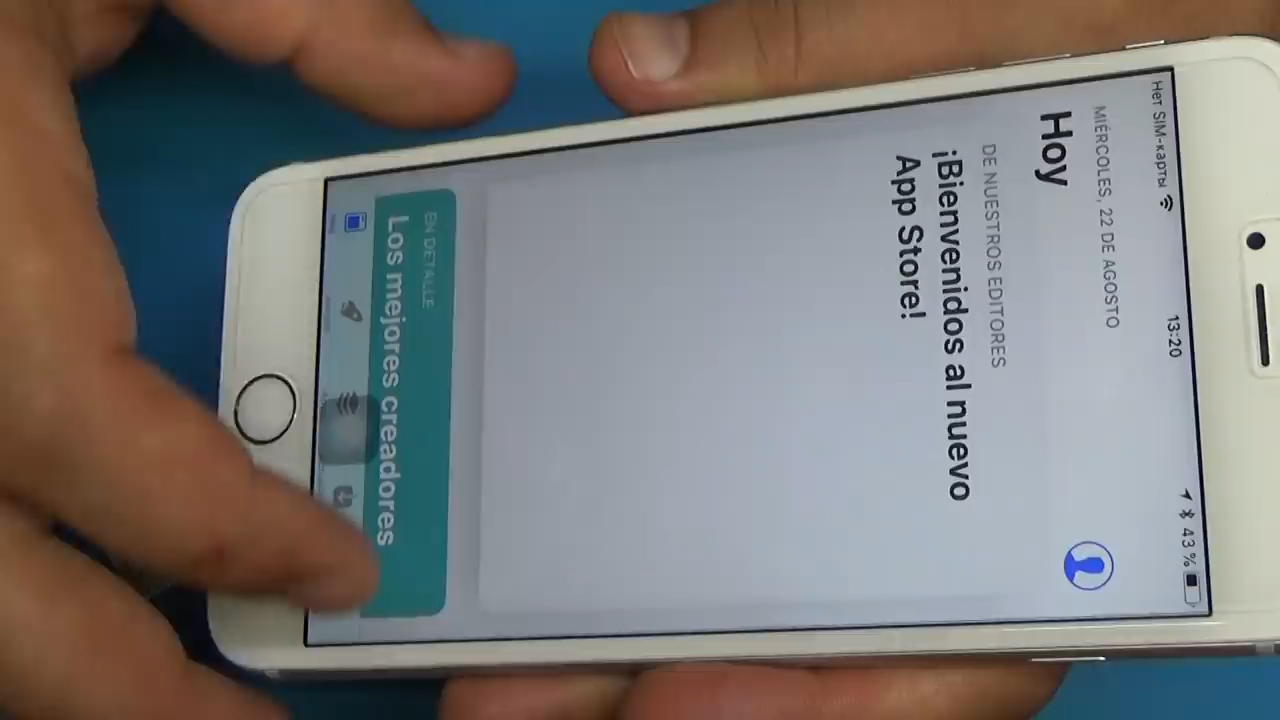 Нет SIM-карты
13:20
43 %
MIÉRCOLES, 22 DE AGOSTO
Hoy
DE NUESTROS EDITORES
¡Bienvenidos al nuevo
App Store!
EN DETALLE
Los mejores creadores